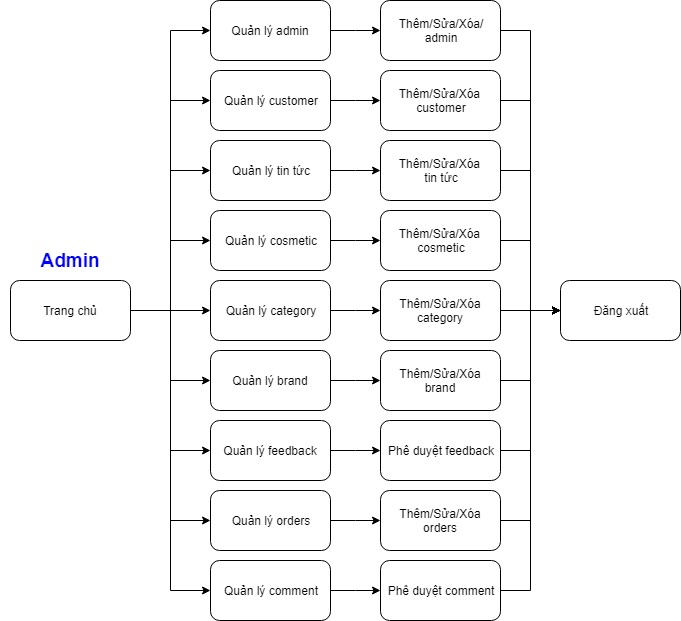 Quản lý admin
Thêm/Sửa/Xóa/
admin
Quản lý customer
Thêm/Sửa/Xóa
customer
Quản lý tin tức
Thêm/Sửa/Xóa
tin tức
Quản lý cosmetic
Thêm/Sửa/Xóa
cosmetic
Admin
Trang chủ
Quản lý category
Thêm/Sửa/Xóa
category
Đăng xuất
Quản lý brand
Thêm/Sửa/Xóa
brand
Quản lý feedback
Phê duyệt feedback
Quản lý orders
Thêm/Sửa/Xóa
orders
Quản lý comment
Phê duyệt comment